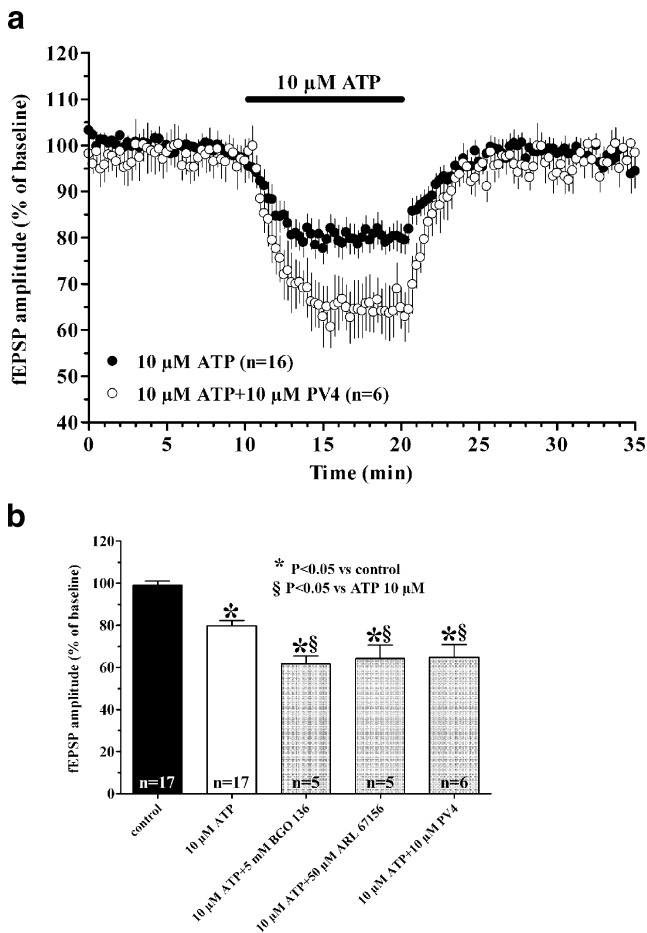 a
120
110
100
90
80
70
60
50
40
fEPSP amplitude (% of baseline)
10 µM ATP
10 µM ATP (n=16)
10 µM ATP+10 µM PV4 (n=6)
0 5 10 15 20 25 30 35
Time (min)
b
120
100
80
60
40
20
0
fEPSP amplitude (% of baseline)
* P<0.05 vs control
§ P<0.05 vs ATP 10 µM
* *§ *§ *§
n=17 n=17 n=5 n=5 n=6
control
10 µM ATP
10 µM ATP+5 mM BGO 136
10 µM ATP+50 µM ARL 67156
10 µM ATP+10 µM PV4